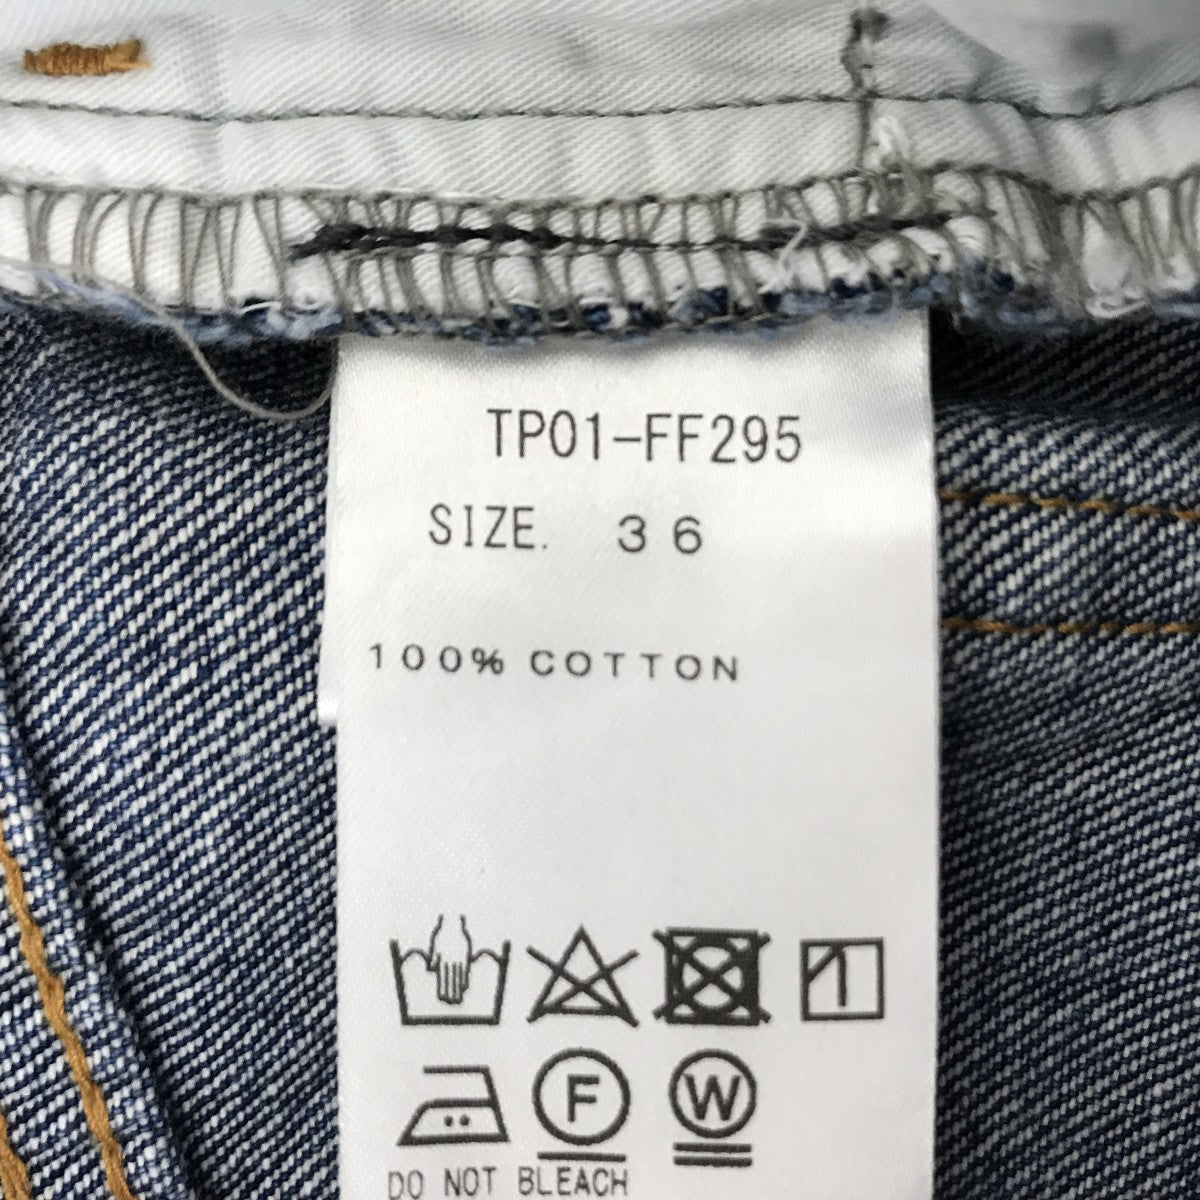 TP01-FF295
SIZE. 36
100% COTTON
F W
DO NOT BLEACH